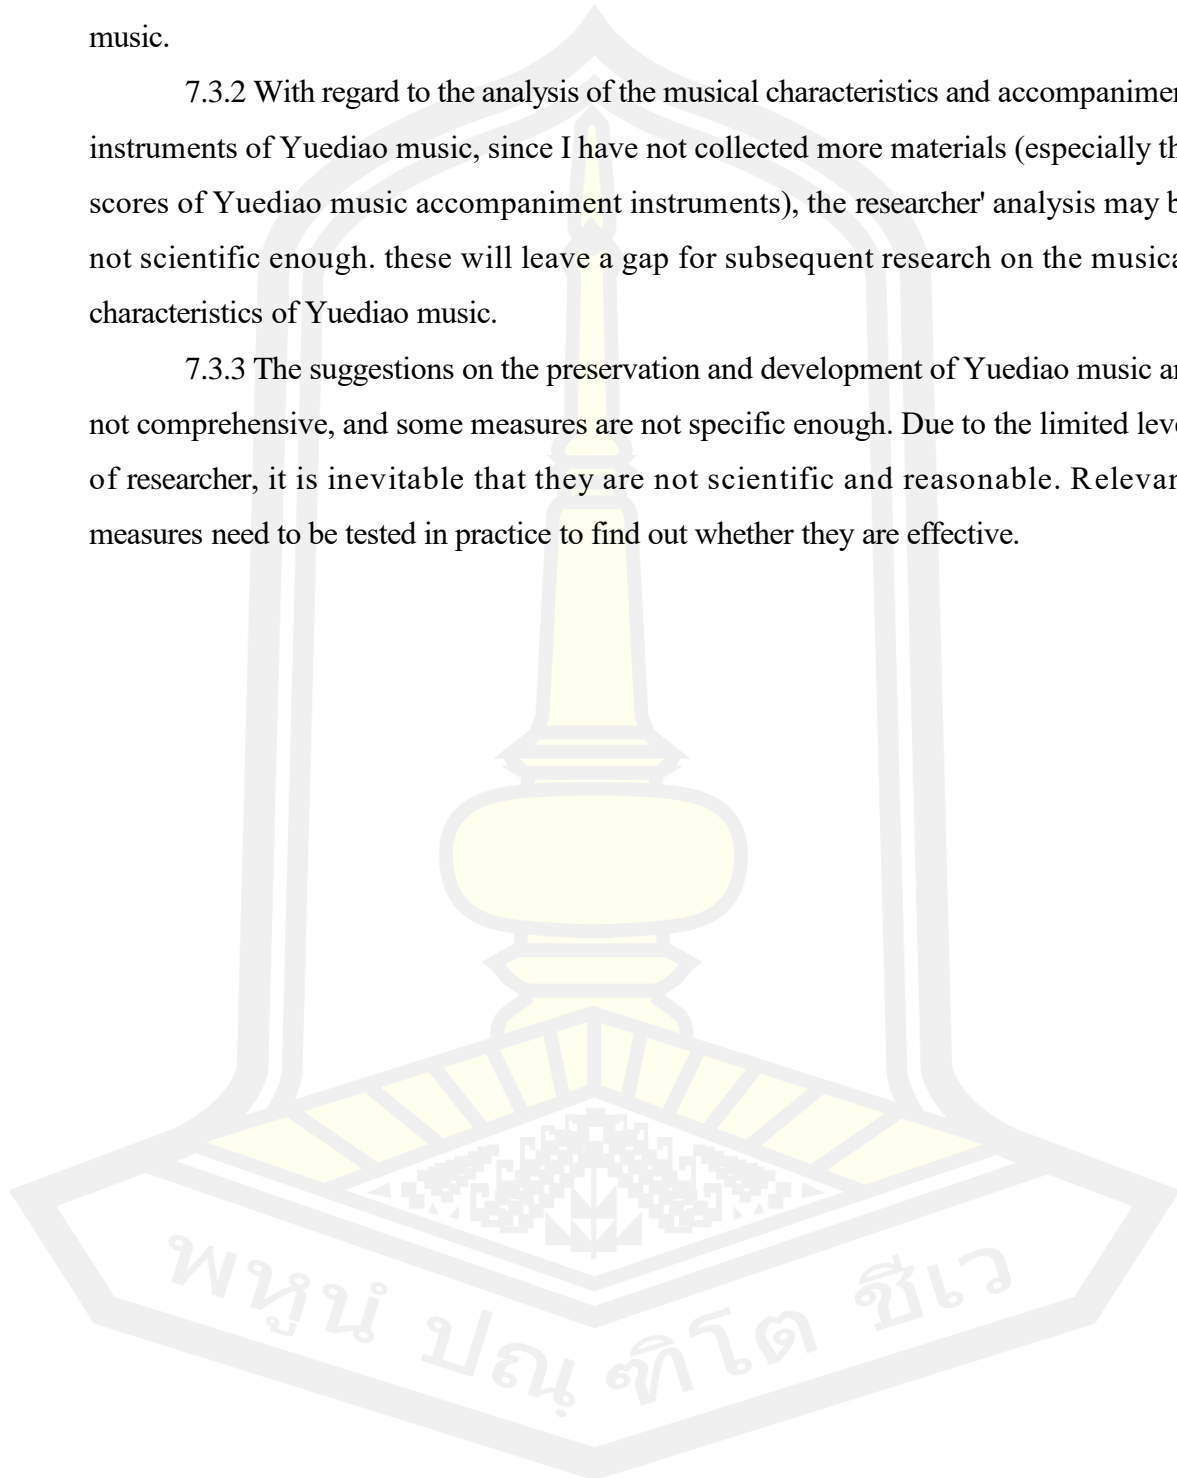 music.
7.3.2 With regard to the analysis of the musical characteristics and accompanimen
instruments of Yuediao music, since I have not collected more materials (especially th
scores of Yuediao music accompaniment instruments), the researcher' analysis may b
not scientific enough. these will leave a gap for subsequent research on the musica
characteristics of Yuediao music.
7.3.3 The suggestions on the preservation and development of Yuediao music ar
not comprehensive, and some measures are not specific enough. Due to the limited leve
of researcher, it is inevitable that they are not scientific and reasonable. Relevan
measures need to be tested in practice to find out whether they are effective.
พหูนํ ปณฺฑิโต ชีเว